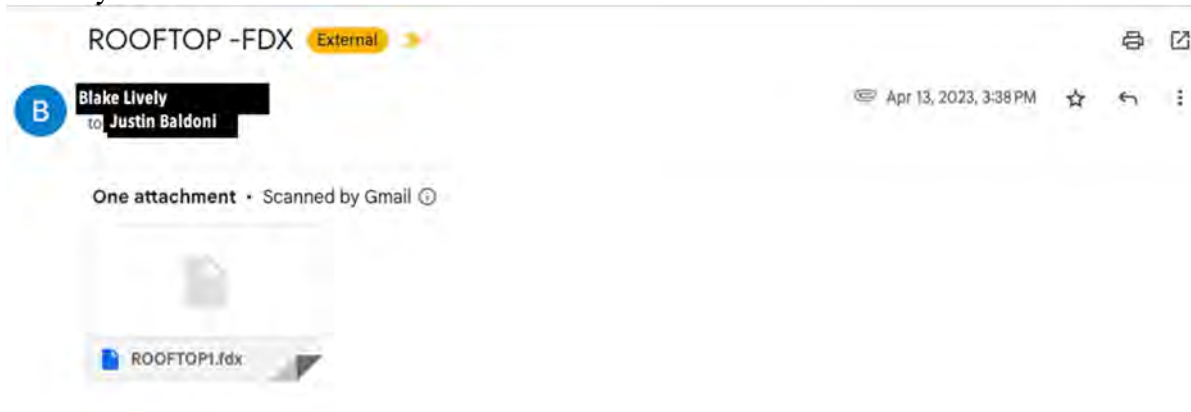 ROOFTOP -FDX External
B
Blake Lively
Apr 13, 2023, 3:38 PM
to Justin Baldoni
One attachment • Scanned by Gmail
ROOFTOP1.fdx